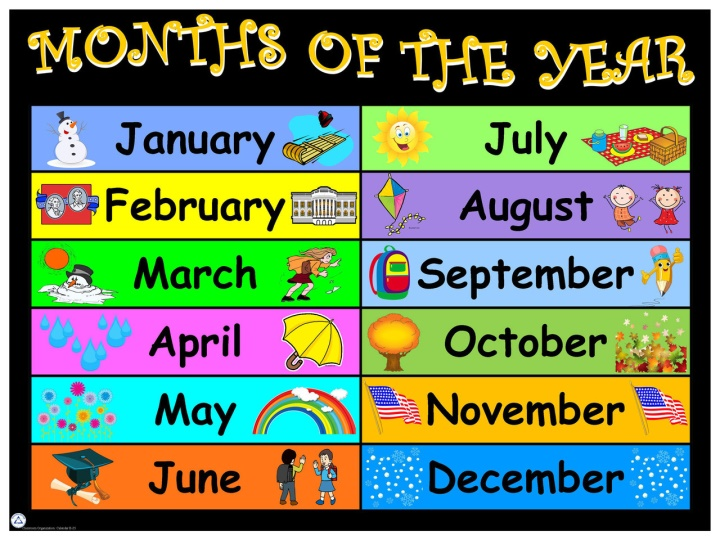 MONTHS OF THE YEAR
January
February
March
April
May
June
July
August
September
October
November
December